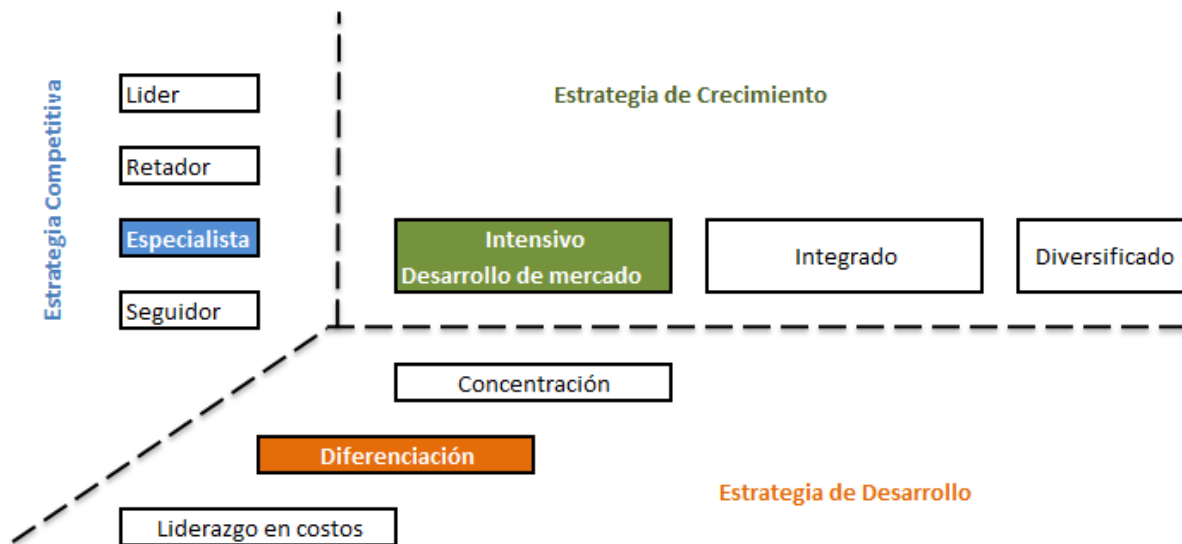 Estrategia Competitiva
Lider
Retador
Especialista
Seguidor
Estrategia de Crecimiento
Intensivo
Desarrollo de mercado
Integrado
Diversificado
Concentración
Diferenciación
Liderazgo en costos
Estrategia de Desarrollo